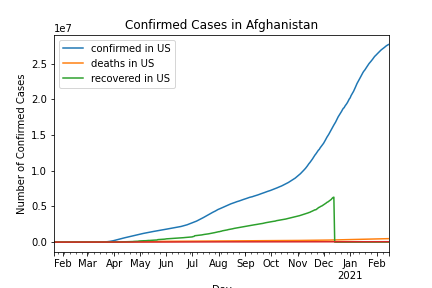 Confirmed Cases in Afghanistan
1e7
confirmed in US
deaths in US
recovered in US
Number of Confirmed Cases
2.5
2.0
1.5
1.0
0.5
0.0
Feb Mar Apr May Jun Jul Aug Sep Oct Nov Dec Jan Feb
2021